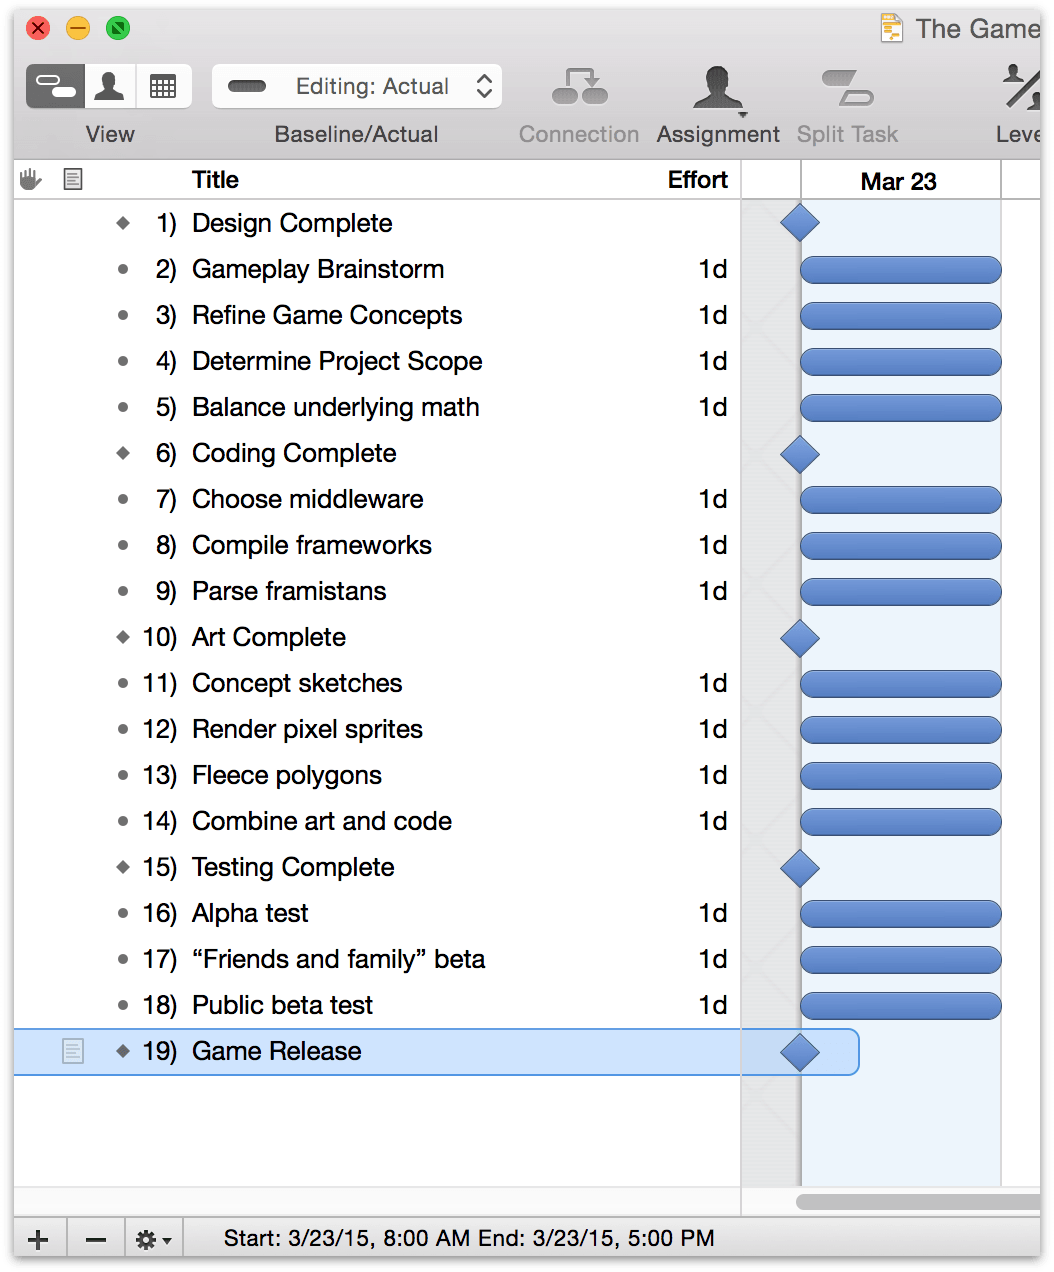 The Game
Editing: Actual
View Baseline/Actual Connection Assignment Split Task Leve
Title Effort Mar 23
1) Design Complete
2) Gameplay Brainstorm 1d
3) Refine Game Concepts 1d
4) Determine Project Scope 1d
5) Balance underlying math 1d
6) Coding Complete
7) Choose middleware 1d
8) Compile frameworks 1d
9) Parse framistans 1d
10) Art Complete
11) Concept sketches 1d
12) Render pixel sprites 1d
13) Fleece polygons 1d
14) Combine art and code 1d
15) Testing Complete
16) Alpha test 1d
17) “Friends and family” beta 1d
18) Public beta test 1d
19) Game Release
Start: 3/23/15, 8:00 AM End: 3/23/15, 5:00 PM